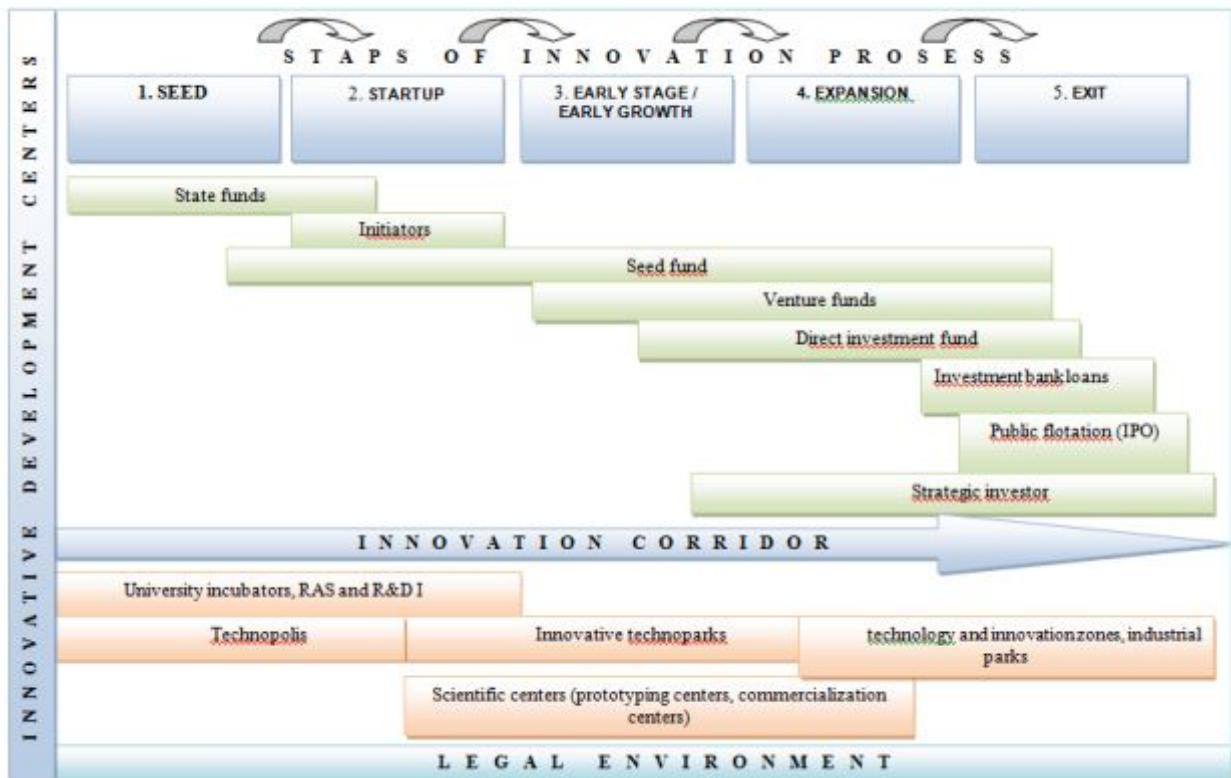 INNOVATIVE DEVELOPMENT CENTERS
STAPS OF INNOVATION PROSESS
1. SEED
2. STARTUP
3. EARLY STAGE /
EARLY GROWTH
4. EXPANSION
5. EXIT
State funds
Initiators
Seed fund
Venture funds
Direct investment fund
Investment bank loans
Public flotation (IPO)
Strategic investor
INNOVATION CORRIDOR
University incubators, RAS and R&D I
Technopolis
Innovative technoparks
technology and innovation zones, industrial
parks
Scientific centers (prototyping centers, commercialization
centers)
LEGAL ENVIRONMENT